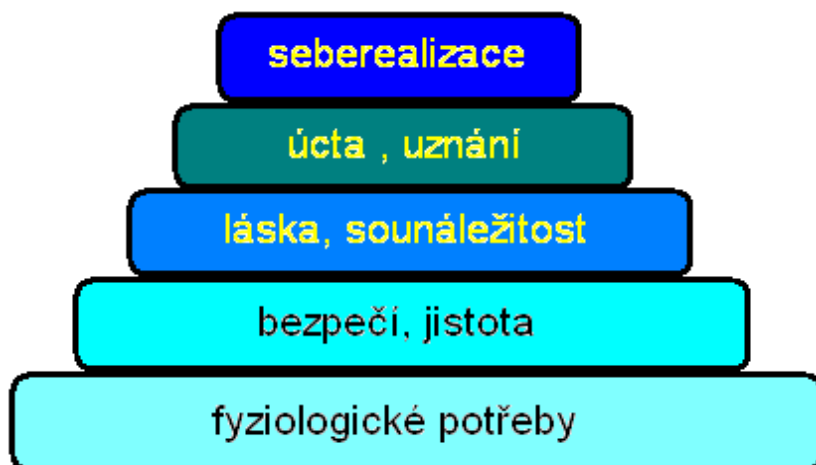 seberealizace
úcta , uznání
láska, sounáležitost
bezpečí, jistota
fyziologické potřeby